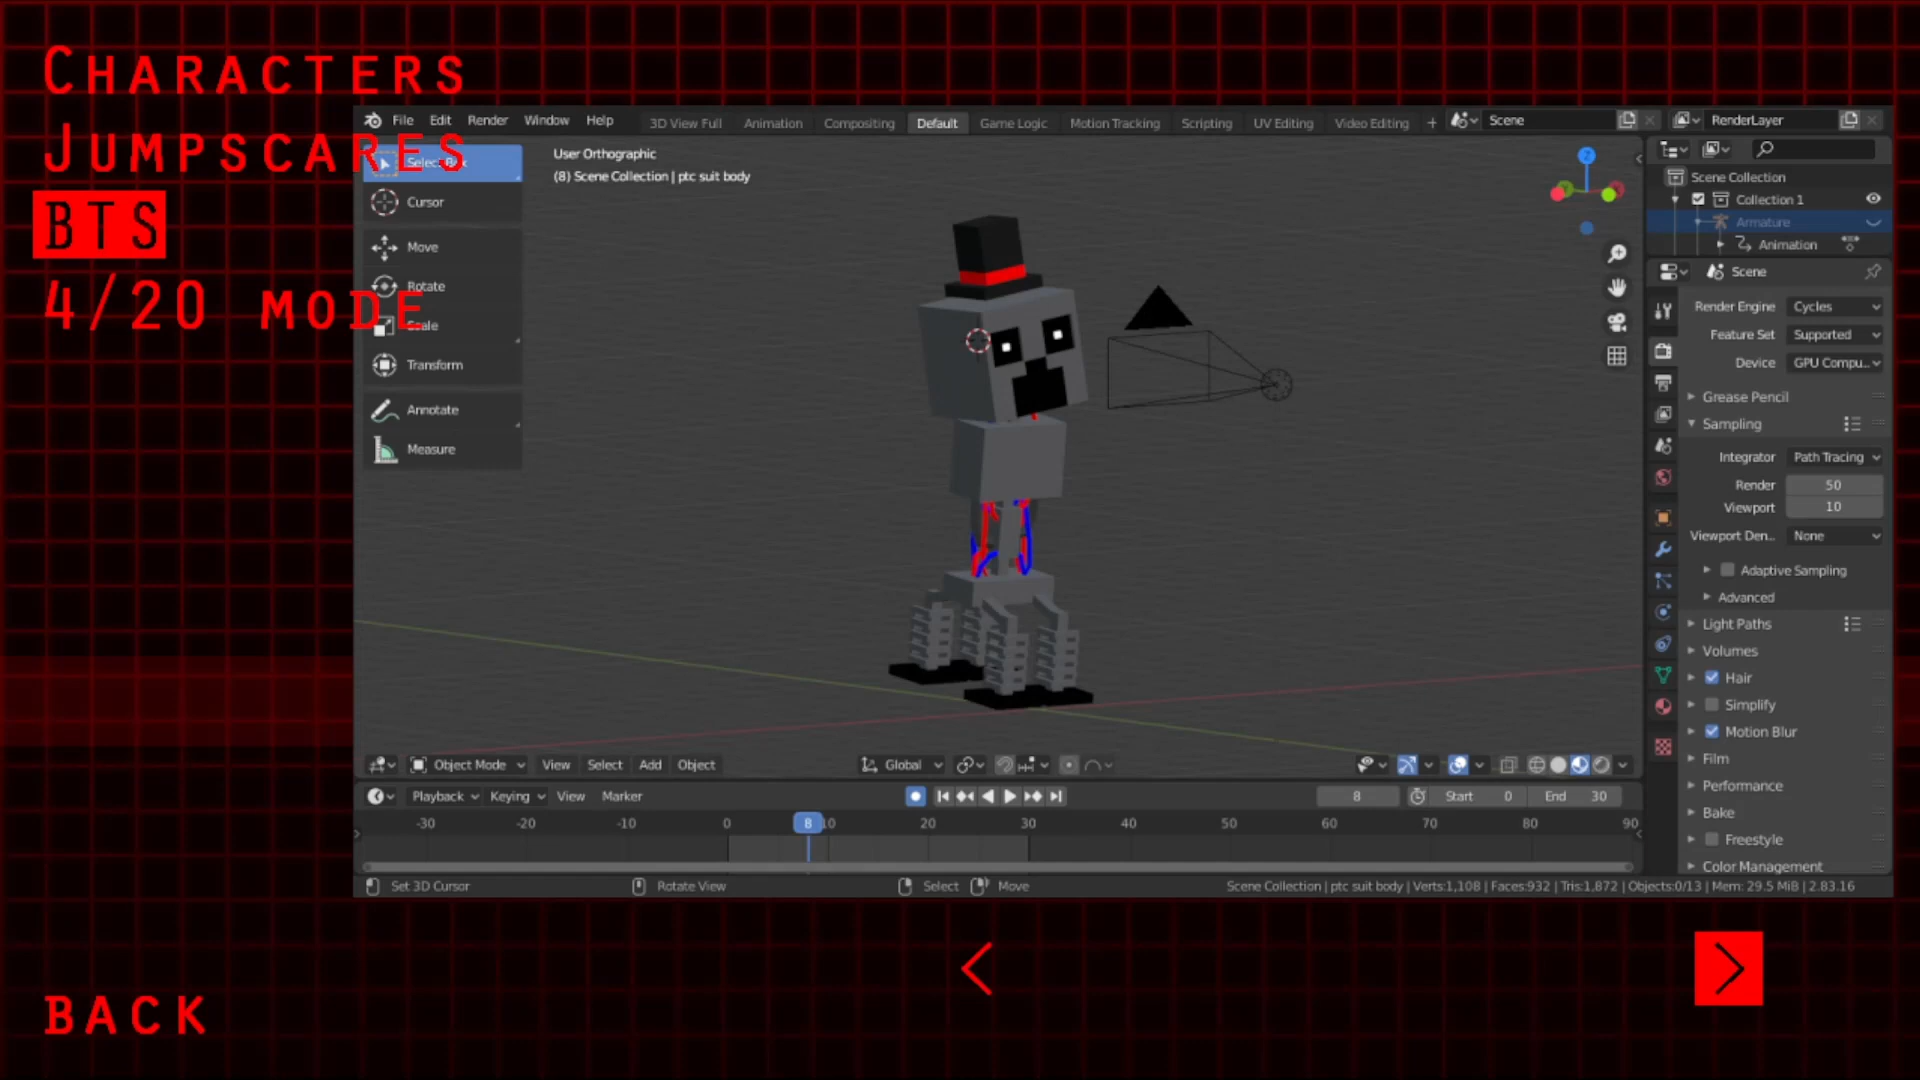 CHARACTERS
JUMPSCARES
BTS
4/20 MODE
BACK
File Edit Render Window Help
3D View Full Animation Compositing Default Game Logic Motion Tracking Scripting UV Editing Video Editing +
Scene
RenderLayer
Cursor
Move
Rotate
Scale
Transform
Annotate
Measure
User Orthographic
(8) Scene Collection | ptc suit body
Z
Scene Collection
Collection 1
Armature
Animation
Scene
Render Engine Cycles
Feature Set Supported
Device GPU Compu...
Grease Pencil
Sampling
Integrator Path Tracing
Render 50
Viewport 10
Viewport Den... None
Adaptive Sampling
Advanced
Light Paths
Volumes
Hair
Simplify
Motion Blur
Film
Performance
Bake
Freestyle
Color Management
Object Mode View Select Add Object
Global
Playback Keying View Marker
8 Start 0 End 30
-30 -20 -10 0 8 10 20 30 40 50 60 70 80 90
Set 3D Cursor Rotate View Select Move
Scene Collection | ptc suit body | Verts:1,108 | Faces:932 | Tris:1,872 | Objects:0/13 | Mem: 29.5 MiB | 2.83.16